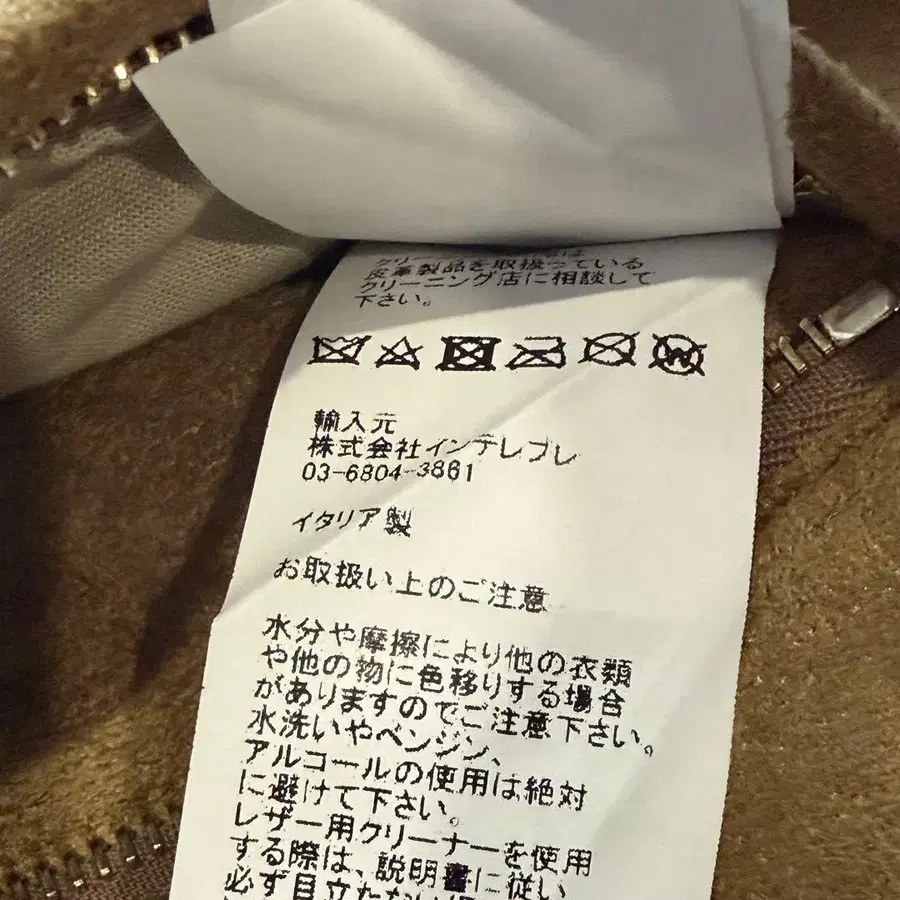 皮革製品を取扱っている
クリーニング店に相談して
下さい。
輸入元
株式会社インテレプレ
03-6804-3861
イタリア製
お取扱い上のご注意
水分や摩擦により他の衣類
や他の物に色移りする場合
がありますのでご注意下さい。
水洗いやベンジン、
アルコールの使用は絶対
に避けて下さい。
レザー用クリーナーを使用
する際は、説明書に従い
必ず目立たない